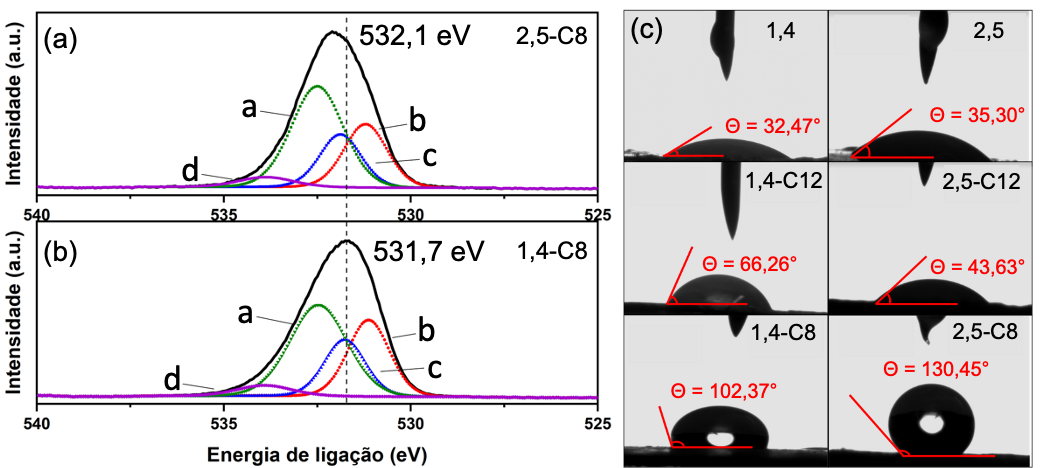 (a)
532,1 eV
2,5-C8
Intensidade (a.u.)
a
b
c
d
540
535
530
525
(b)
531,7 eV
1,4-C8
Intensidade (a.u.)
a
b
c
d
540
535
530
525
Energia de ligação (eV)
(c)
1,4
Θ = 32,47°
2,5
Θ = 35,30°
1,4-C12
Θ = 66,26°
2,5-C12
Θ = 43,63°
1,4-C8
Θ = 102,37°
2,5-C8
Θ = 130,45°